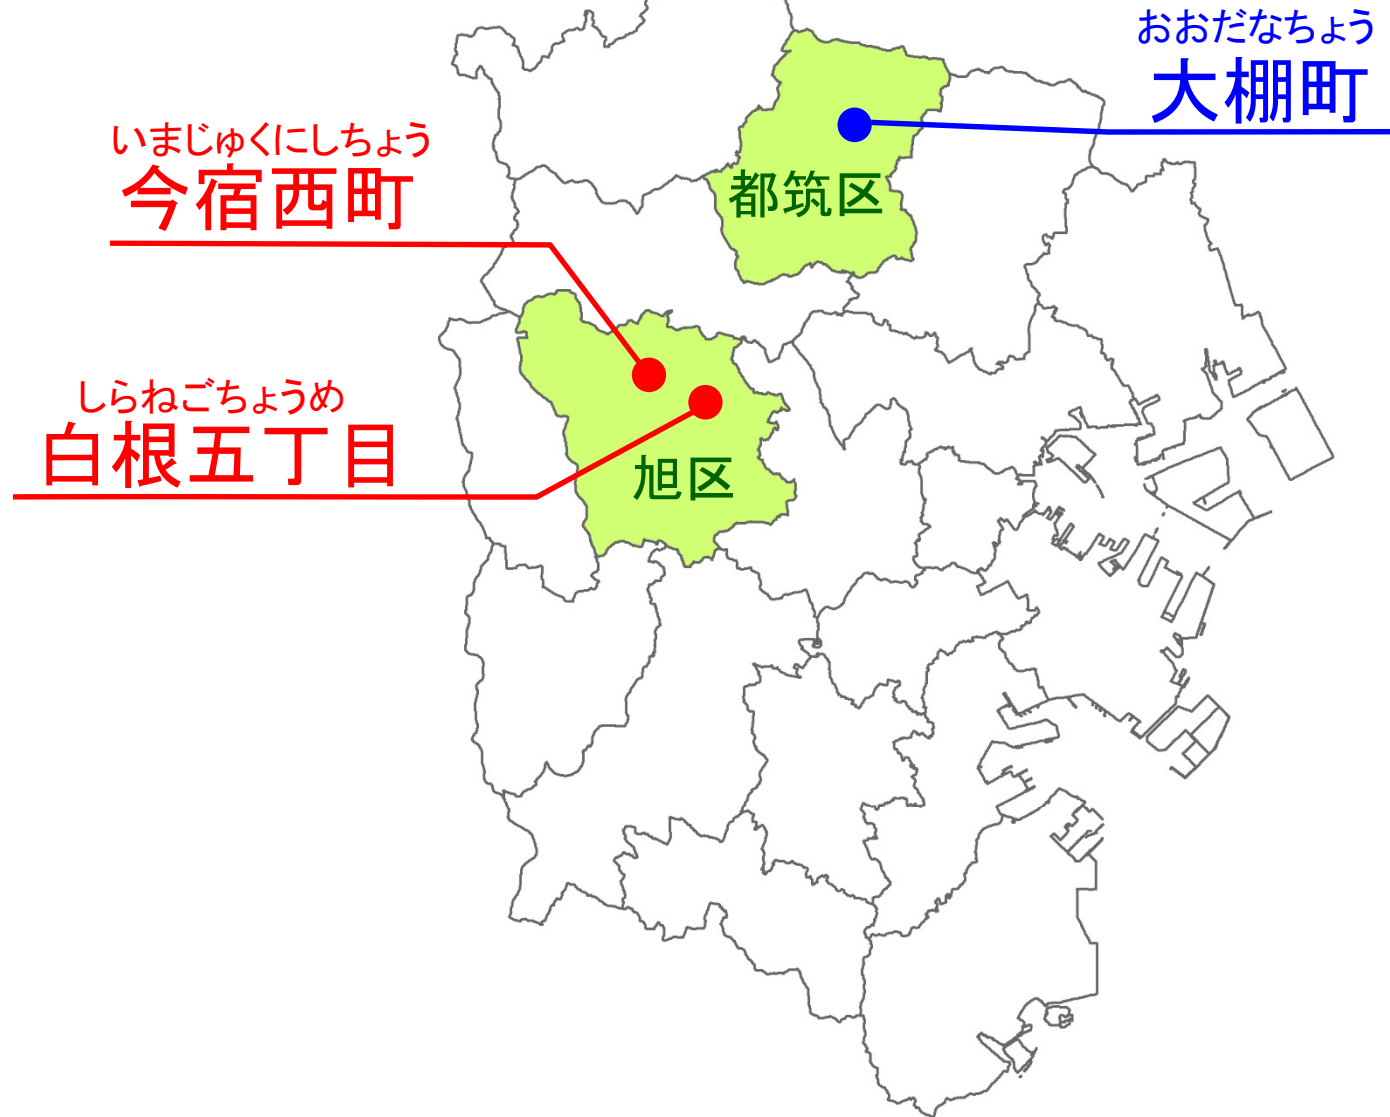 おおだなちょう
大棚町
いまじゅくにしちょう
今宿西町
都筑区
しらねごちょうめ
白根五丁目
旭区